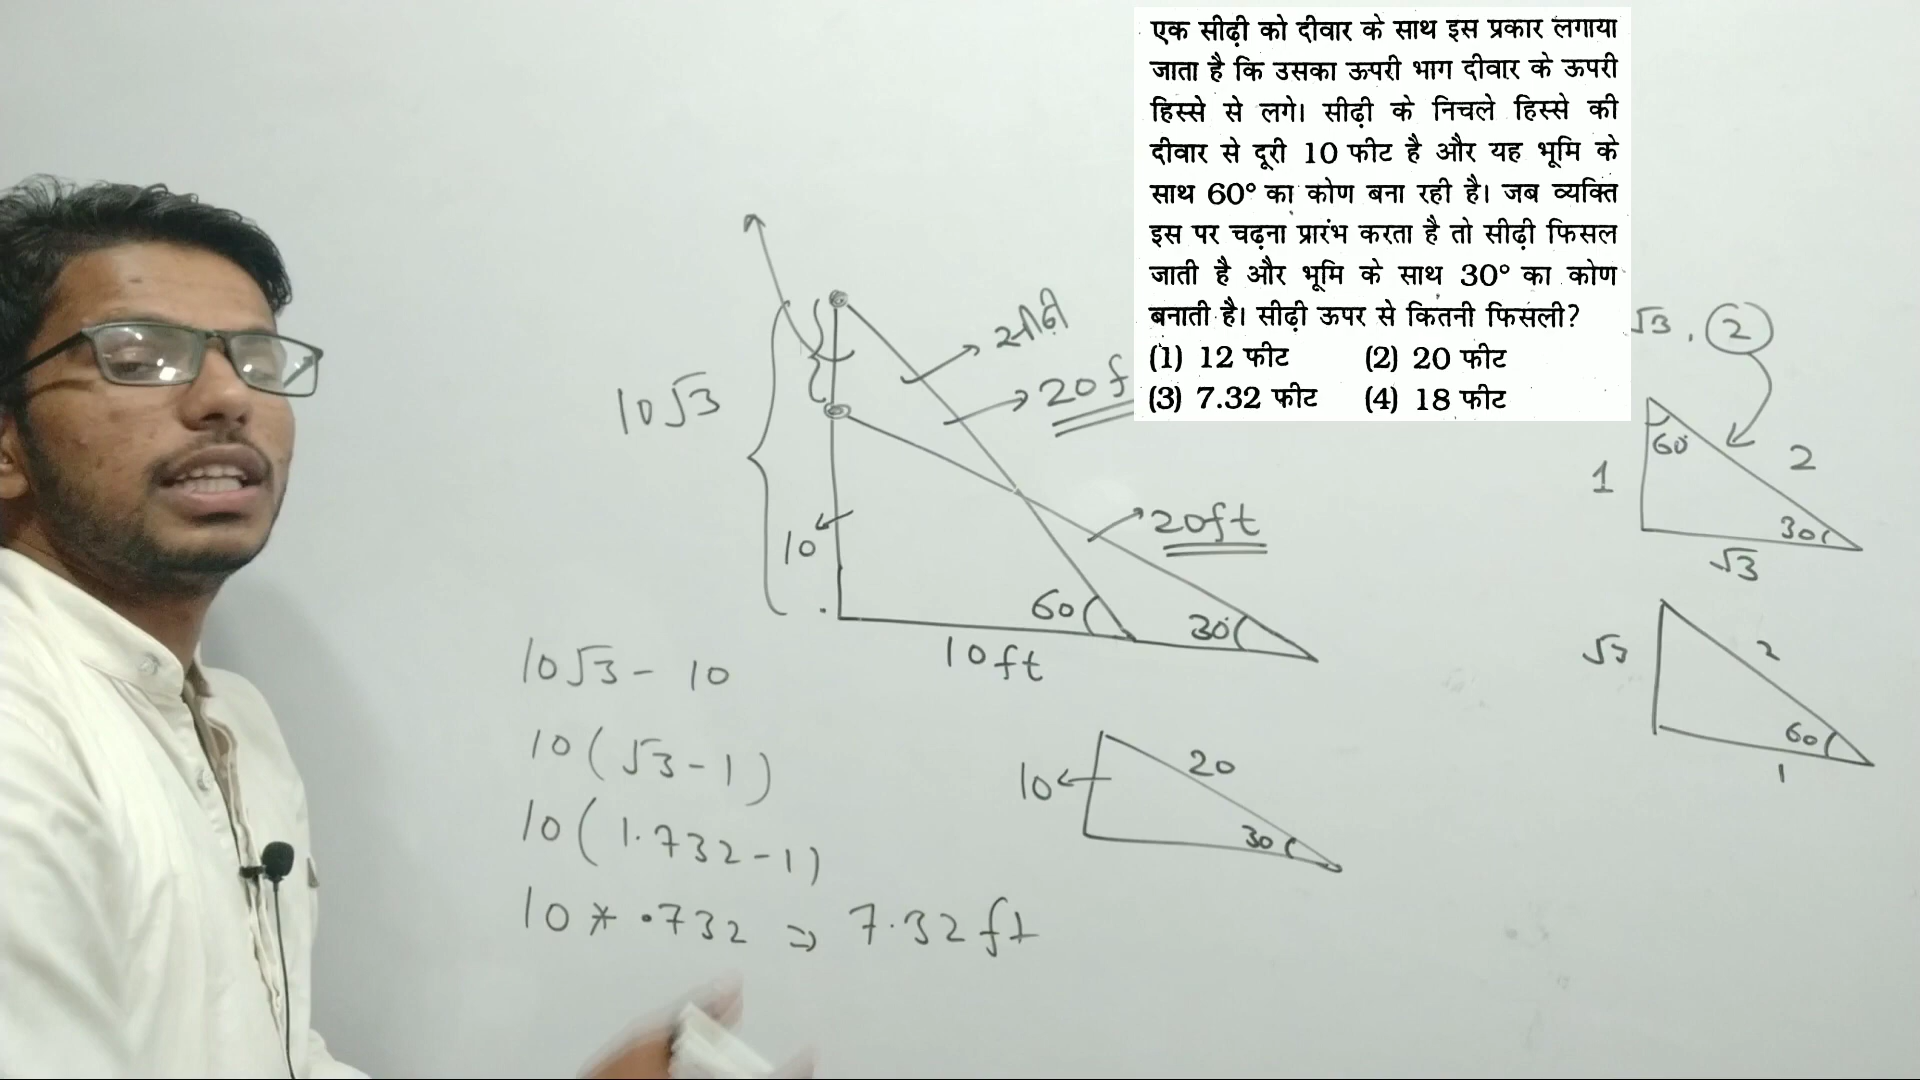 एक सीढ़ी को दीवार के साथ इस प्रकार लगाया
जाता है कि उसका ऊपरी भाग दीवार के ऊपरी
हिस्से से लगे। सीढ़ी के निचले हिस्से की
दीवार से दूरी 10 फीट है और यह भूमि के
साथ 60° का कोण बना रही है। जब व्यक्ति
इस पर चढ़ना प्रारंभ करता है तो सीढ़ी फिसल
जाती है और भूमि के साथ 30° का कोण
बनाती है। सीढ़ी ऊपर से कितनी फिसली?
(1) 12 फीट (2) 20 फीट
(3) 7.32 फीट (4) 18 फीट
√3, 2
सीढ़ी
20f
10√3
20ft
10
60
30
10ft
60
1
2
30
√3
√3
2
60
1
10√3 - 10
10(√3-1)
10(1.732-1)
10 * .732 ⇒ 7.32 ft
10
20
30